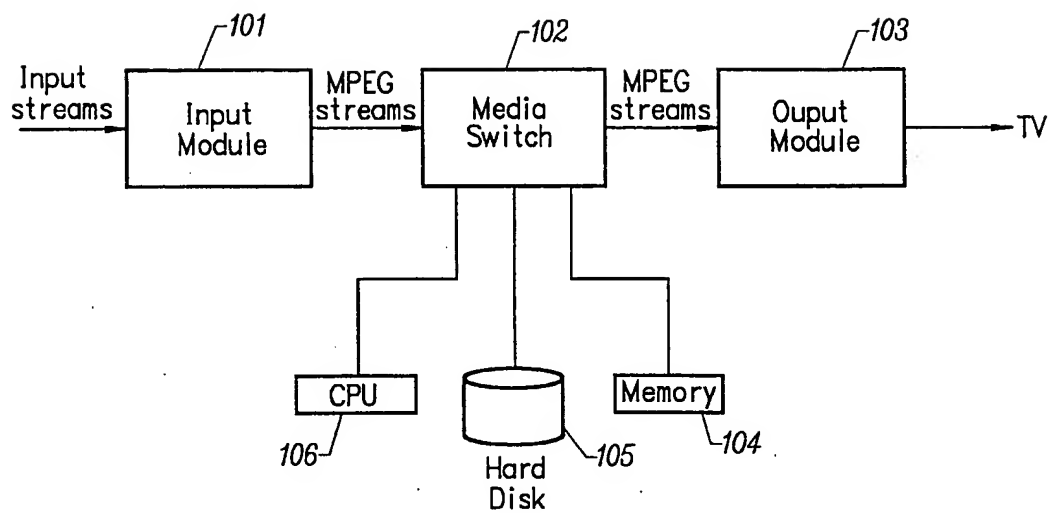 101
102
103
Input
streams
Input
Module
MPEG
streams
Media
Switch
MPEG
streams
Ouput
Module
TV
CPU
106
105
Hard
Disk
Memory
104